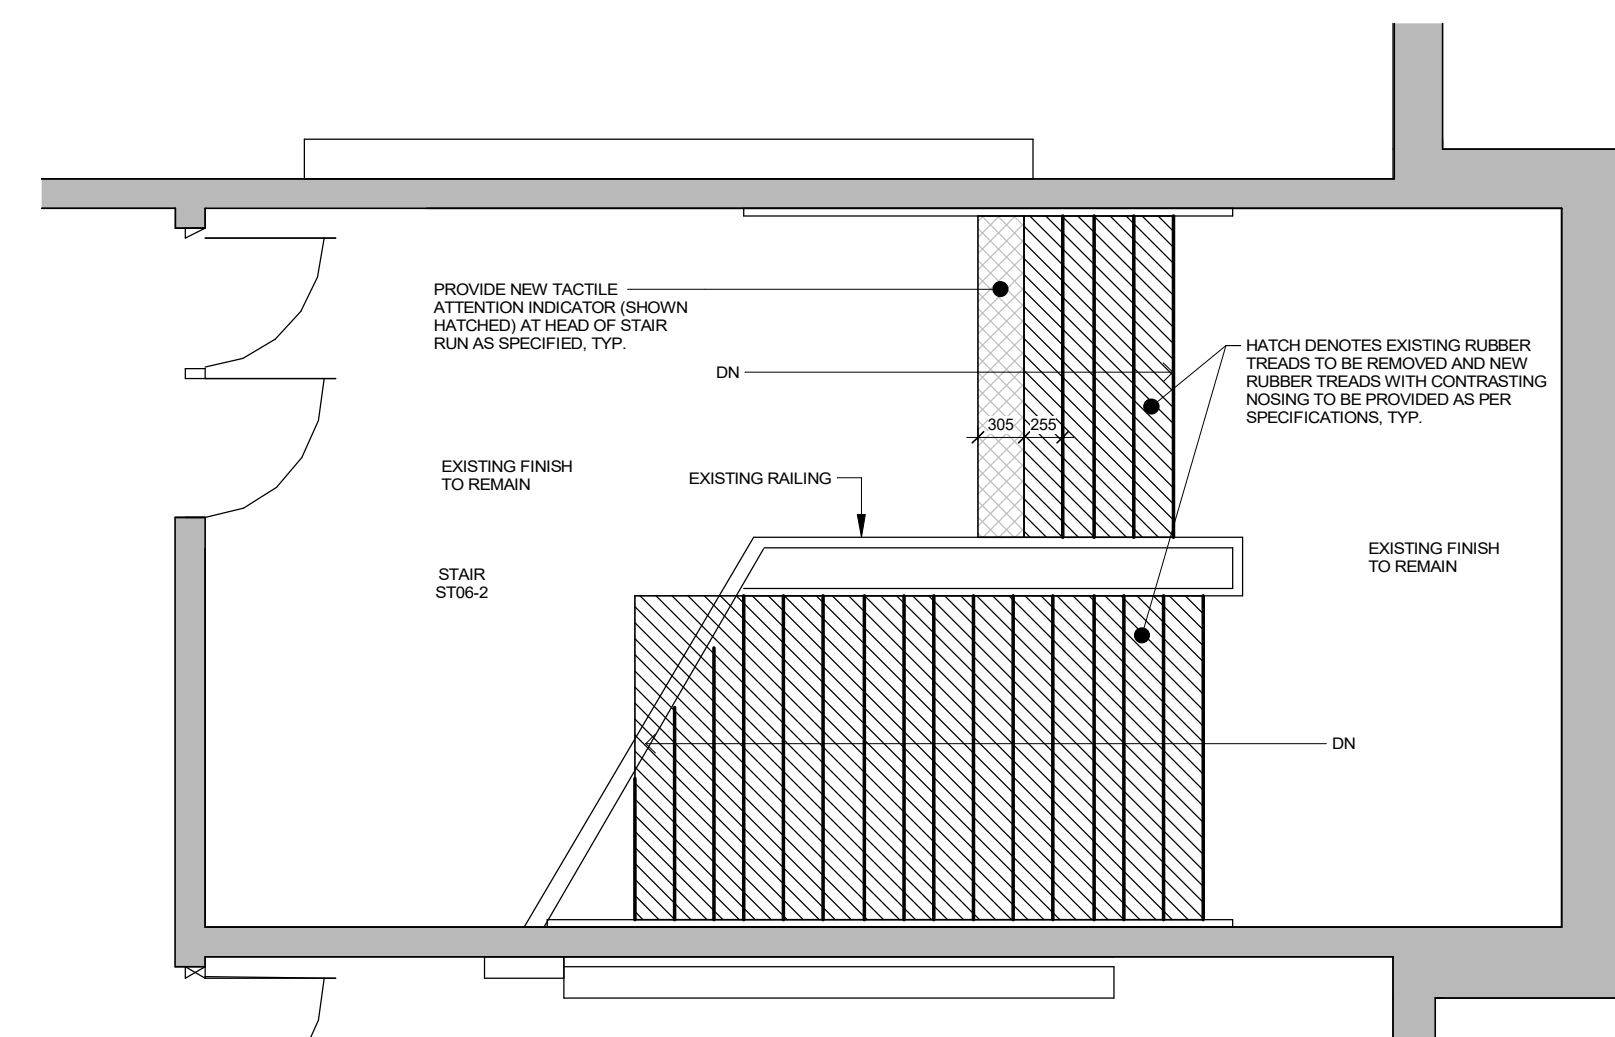 PROVIDE NEW TACTILE
ATTENTION INDICATOR (SHOWN
HATCHED) AT HEAD OF STAIR
RUN AS SPECIFIED, TYP.
DN
HATCH DENOTES EXISTING RUBBER
TREADS TO BE REMOVED AND NEW
RUBBER TREADS WITH CONTRASTING
NOSING TO BE PROVIDED AS PER
SPECIFICATIONS, TYP.
305 255
EXISTING FINISH
TO REMAIN
EXISTING RAILING
EXISTING FINISH
TO REMAIN
STAIR
ST06-2
DN